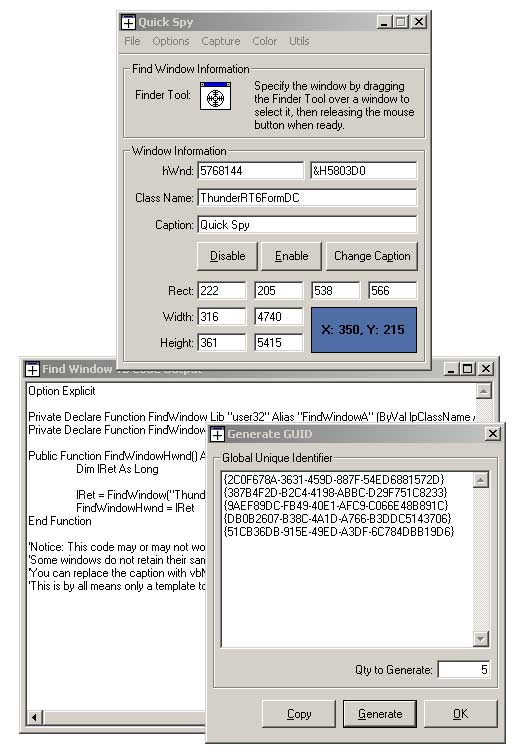 Quick Spy
File Options Capture Color Utils
Find Window Information
Finder Tool:
Specify the window by dragging
the Finder Tool over a window to
select it, then releasing the mouse
button when ready.
Window Information
hWnd: 5768144 &H5803D0
Class Name: ThunderRT6FormDC
Caption: Quick Spy
Disable Enable Change Caption
Rect: 222 205 538 566
Width: 316 4740
Height: 361 5415
X: 350, Y: 215
Find Window Code Output
Option Explicit
Private Declare Function FindWindow Lib "user32" Alias "FindWindowA" (ByVal lpClassName
Private Declare Function FindWindow
Public Function FindWindowHwnd()
Dim lRet As Long
lRet = FindWindow("Thund
FindWindowHwnd = lRet
End Function
'Notice: This code may or may not wo
'Some windows do not retain their sam
'You can replace the caption with vbN
'This is by all means only a template to
Generate GUID
Global Unique Identifier
{2C0F678A-3631-459D-887F-54ED6881572D}
{387B4F2D-B2C4-4198-ABBC-D29F751C8233}
{9AEF89DC-FB49-40E1-AFC9-C066E48B891C}
{DB0B2607-B38C-4A1D-A766-B3DDC5143706}
{51CB36DB-915E-49ED-A3DF-6C784DBB19D6}
Qty to Generate: 5
Copy Generate OK